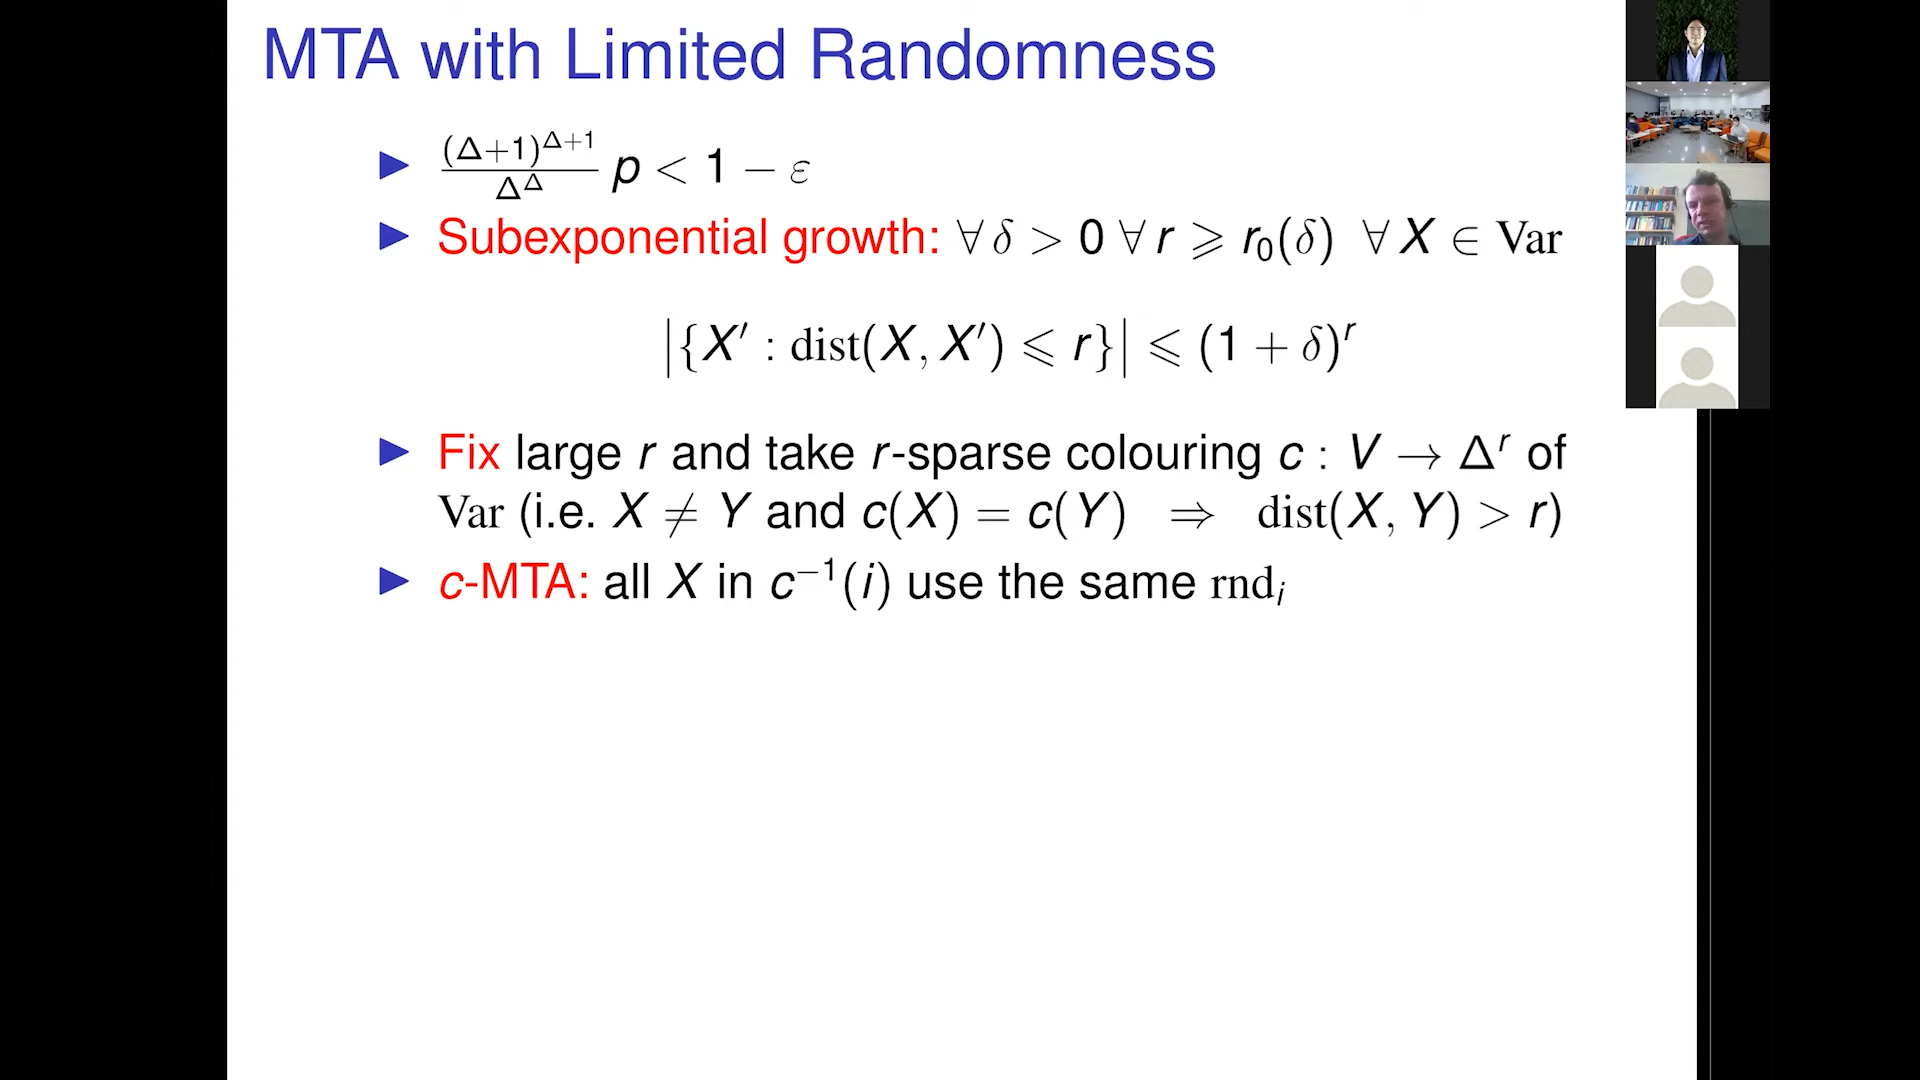 MTA with Limited Randomness
▶ (Δ+1)^{Δ+1}/Δ^Δ p < 1 − ε
▶ Subexponential growth: ∀ δ > 0 ∀ r ⩾ r₀(δ) ∀ X ∈ Var
|{X′ : dist(X, X′) ⩽ r}| ⩽ (1 + δ)^r
▶ Fix large r and take r-sparse colouring c : V → Δ^r of
Var (i.e. X ≠ Y and c(X) = c(Y) ⇒ dist(X, Y) > r)
▶ c-MTA: all X in c⁻¹(i) use the same rnd_i